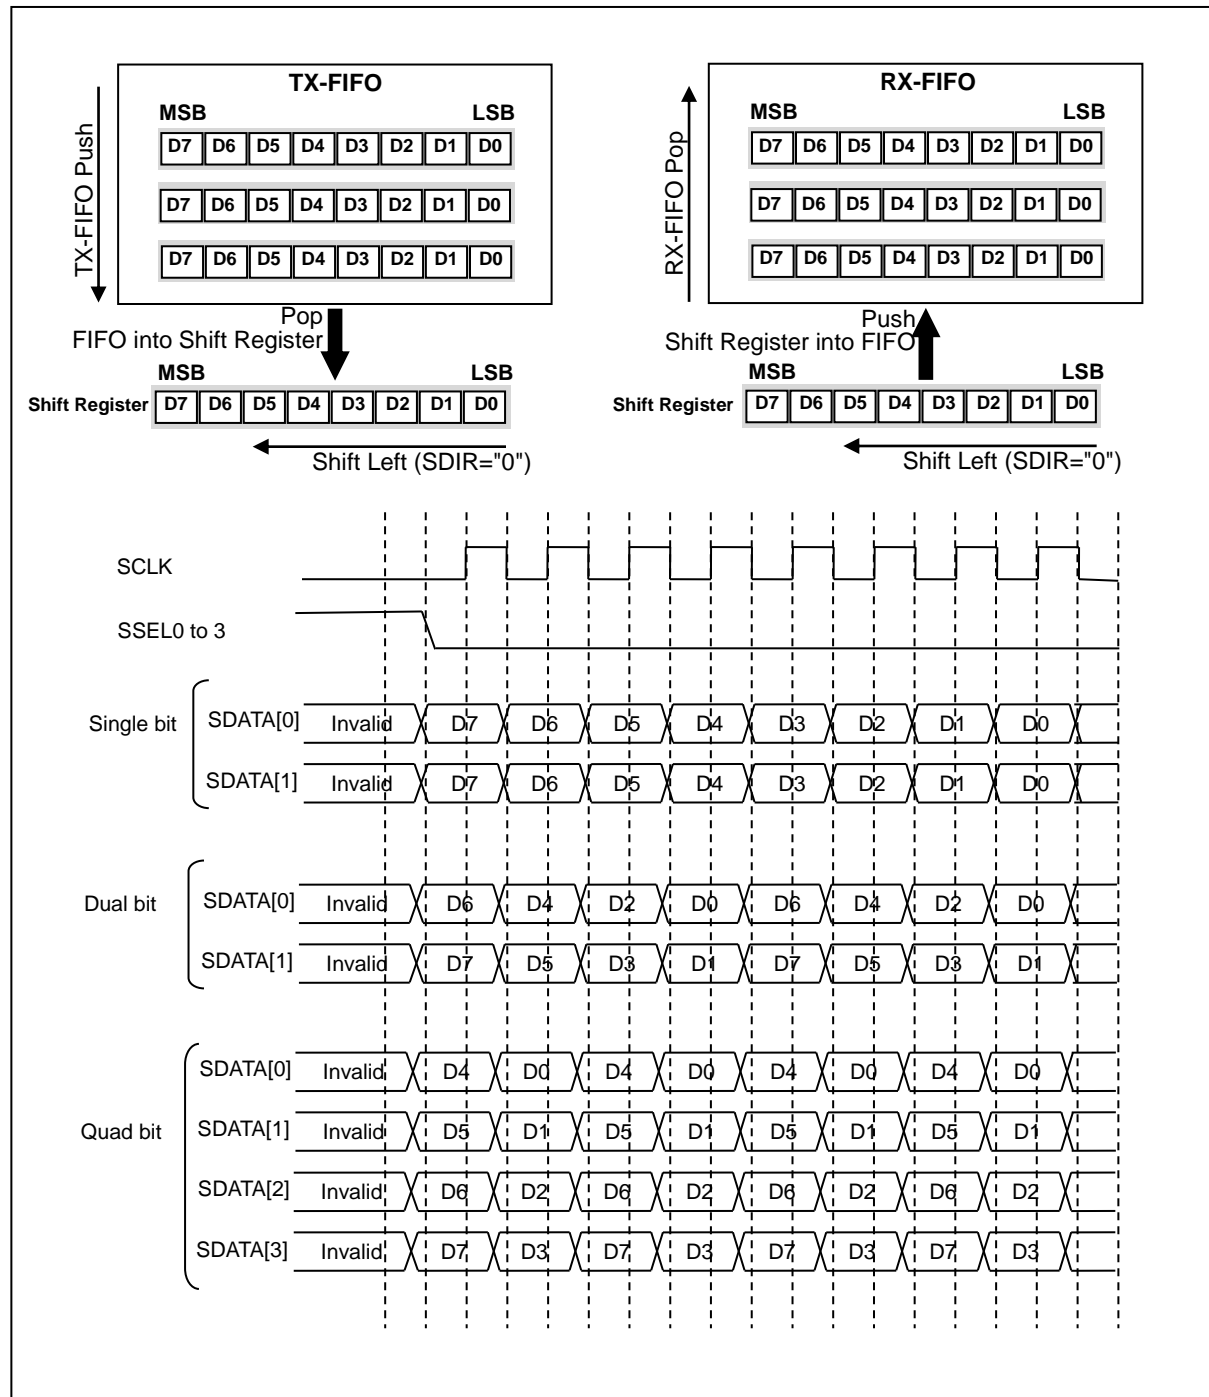 TX-FIFO
MSB LSB
D7 D6 D5 D4 D3 D2 D1 D0
D7 D6 D5 D4 D3 D2 D1 D0
D7 D6 D5 D4 D3 D2 D1 D0
TX-FIFO Push
Pop
FIFO into Shift Register
MSB LSB
Shift Register D7 D6 D5 D4 D3 D2 D1 D0
Shift Left (SDIR="0")
RX-FIFO
MSB LSB
D7 D6 D5 D4 D3 D2 D1 D0
D7 D6 D5 D4 D3 D2 D1 D0
D7 D6 D5 D4 D3 D2 D1 D0
RX-FIFO Pop
Push
Shift Register into FIFO
MSB LSB
Shift Register D7 D6 D5 D4 D3 D2 D1 D0
Shift Left (SDIR="0")
SCLK
SSEL0 to 3
Single bit
SDATA[0] Invalid D7 D6 D5 D4 D3 D2 D1 D0
SDATA[1] Invalid D7 D6 D5 D4 D3 D2 D1 D0
Dual bit
SDATA[0] Invalid D6 D4 D2 D0 D6 D4 D2 D0
SDATA[1] Invalid D7 D5 D3 D1 D7 D5 D3 D1
Quad bit
SDATA[0] Invalid D4 D0 D4 D0 D4 D0 D4 D0
SDATA[1] Invalid D5 D1 D5 D1 D5 D1 D5 D1
SDATA[2] Invalid D6 D2 D6 D2 D6 D2 D6 D2
SDATA[3] Invalid D7 D3 D7 D3 D7 D3 D7 D3